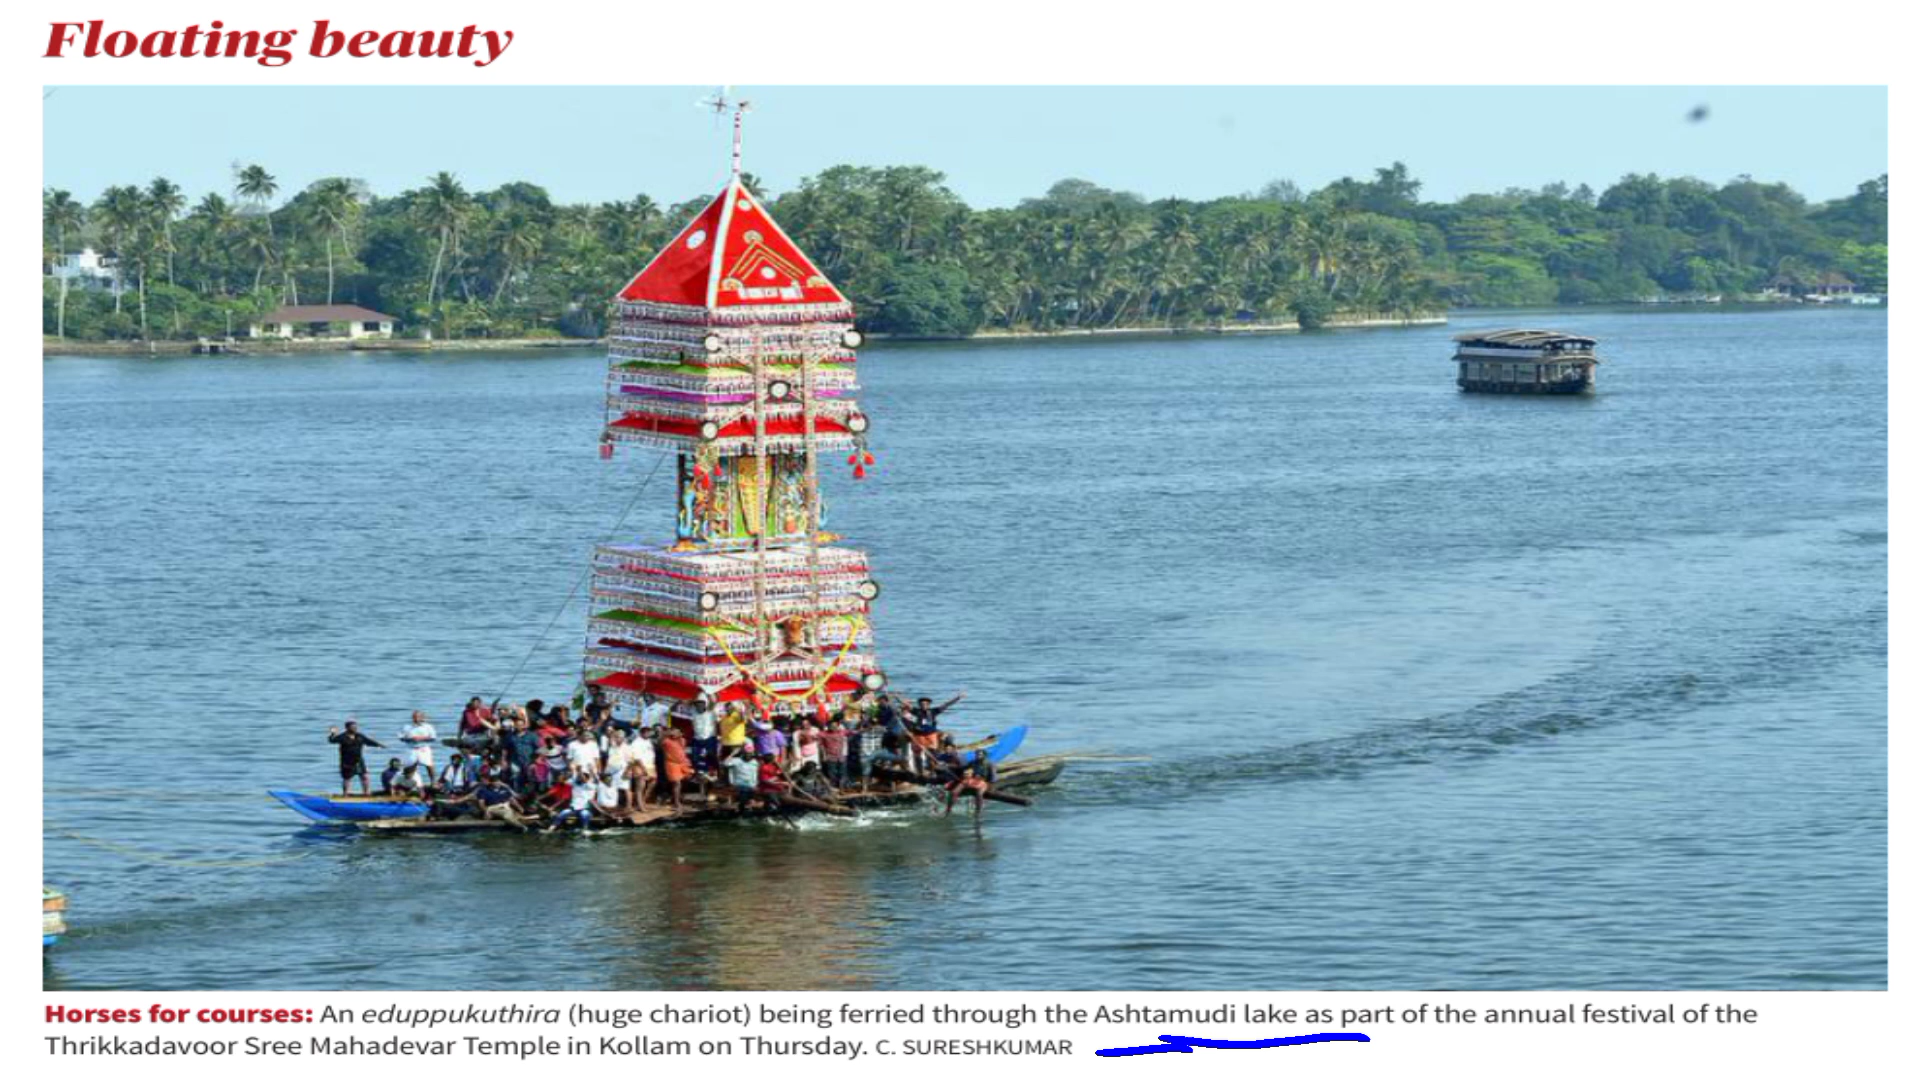 Floating beauty
Horses for courses: An eduppukuthira (huge chariot) being ferried through the Ashtamudi lake as part of the annual festival of the
Thrikkadavoor Sree Mahadevar Temple in Kollam on Thursday. C. SURESHKUMAR